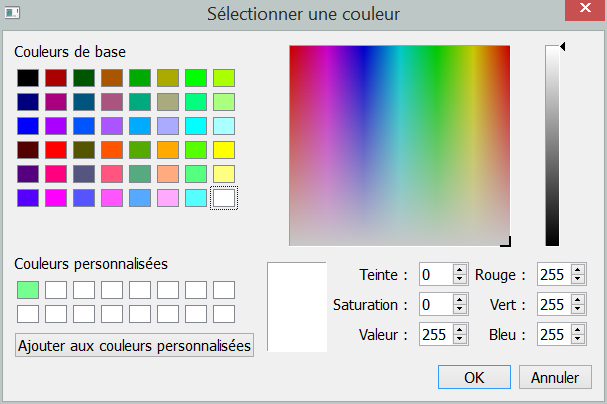 Sélectionner une couleur
Couleurs de base
Couleurs personnalisées
Teinte : 0 Rouge : 255
Saturation : 0 Vert : 255
Valeur : 255 Bleu : 255
Ajouter aux couleurs personnalisées
OK Annuler